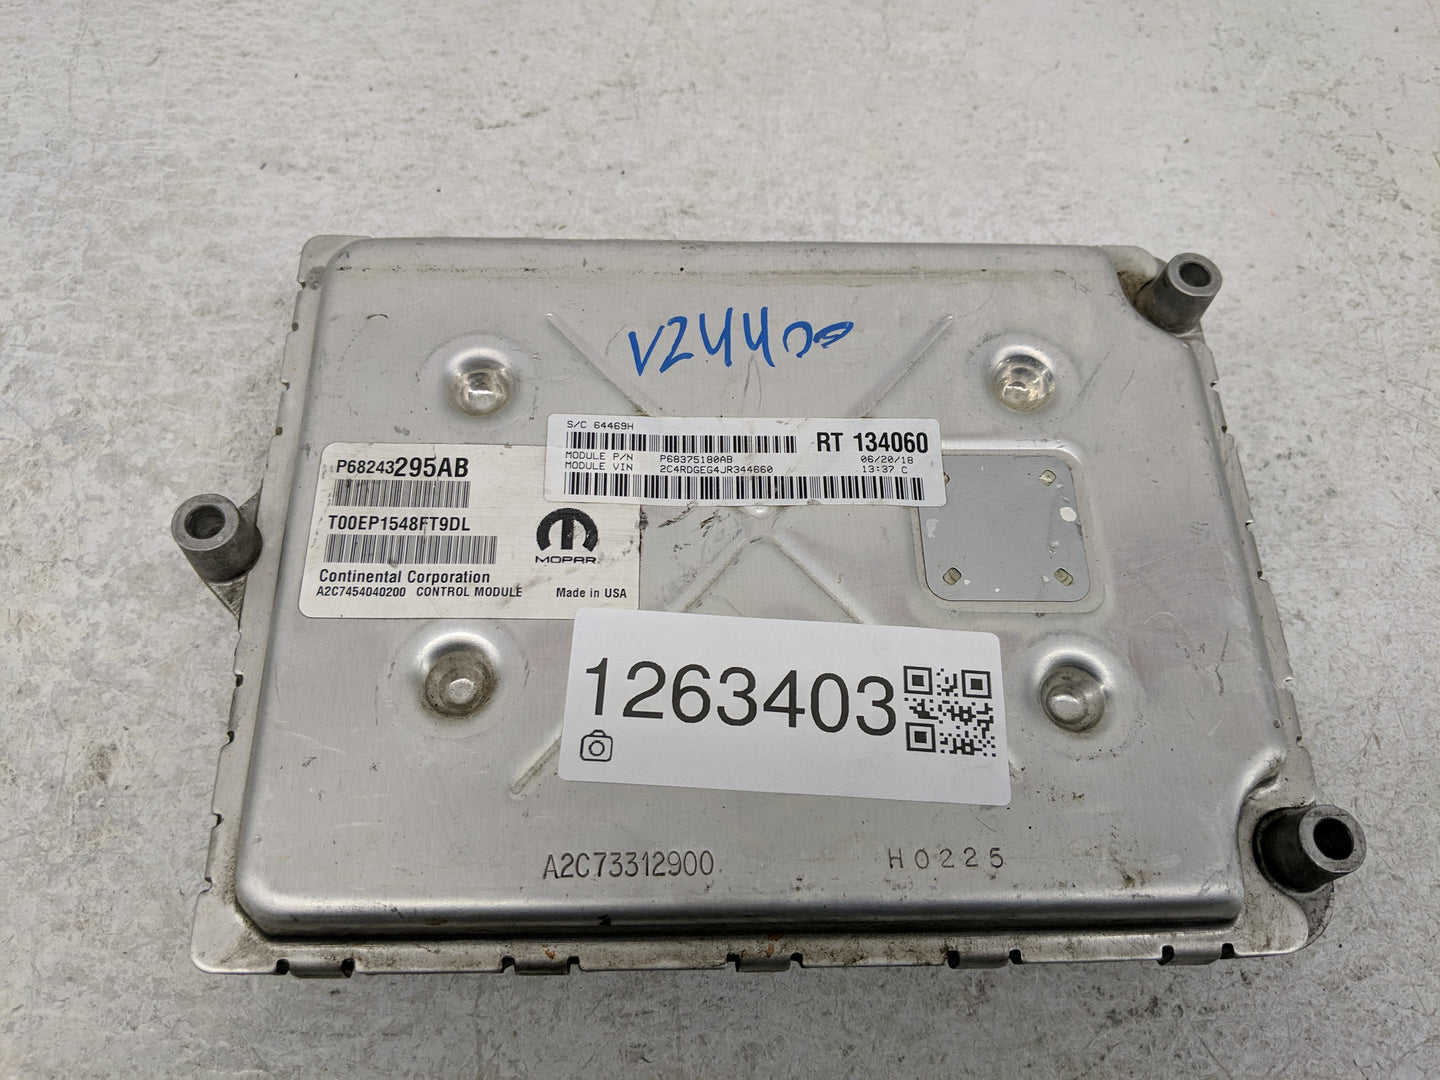 V24400
S/C 64469H
RT 134060
MODULE P/N P68375180AB 06/20/18
MODULE VIN 2C4RDGEG4JR344660 13:37 C
P68243295AB
T00EP1548FT9DL
MOPAR
Continental Corporation
A2C7454040200 CONTROL MODULE Made in USA
1263403
A2C73312900 H0225